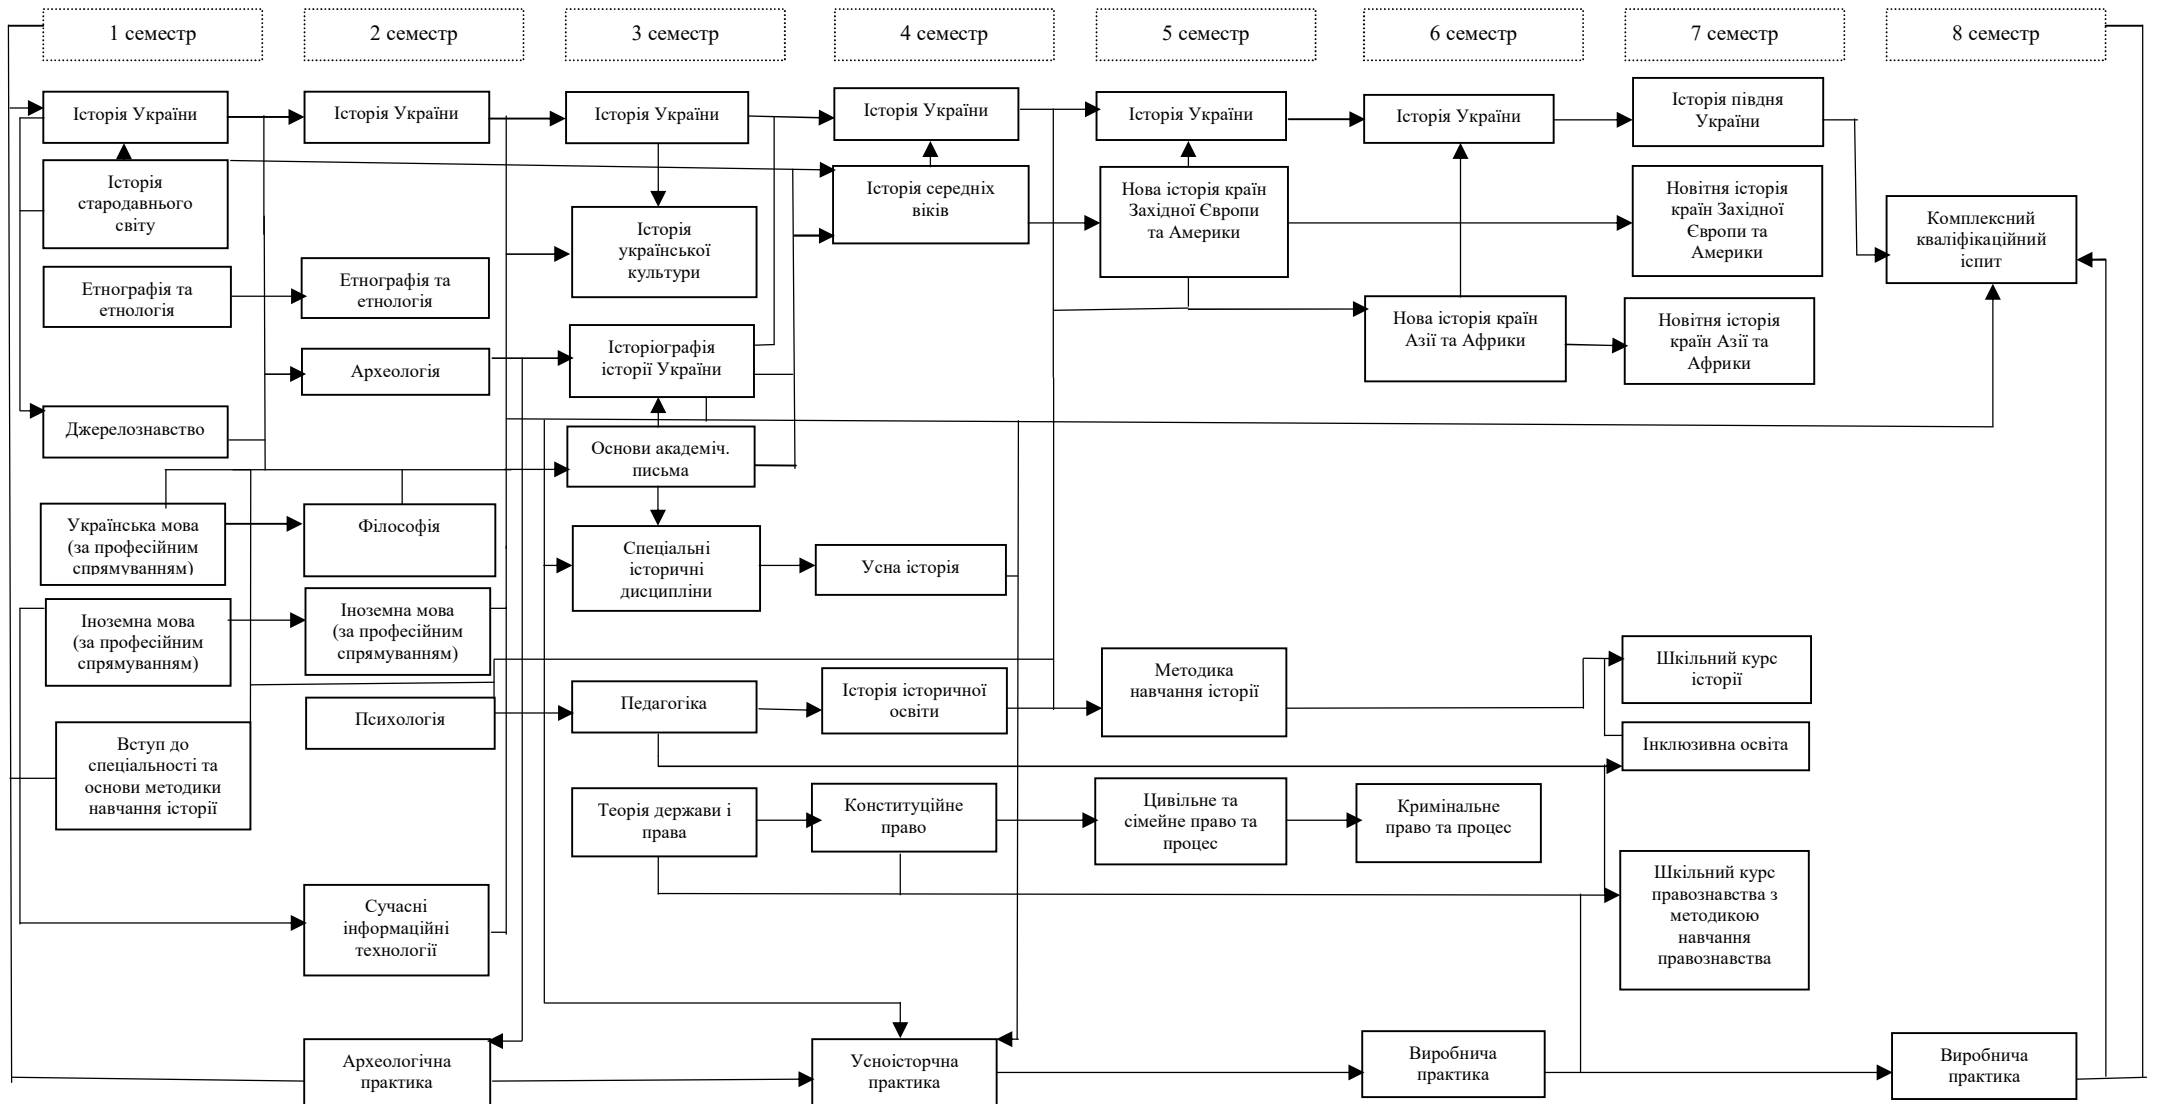 1 семестр
2 семестр
3 семестр
4 семестр
5 семестр
6 семестр
7 семестр
8 семестр
Історія України
Історія
стародавнього
світу
Етнографія та
етнологія
Джерелознавство
Українська мова
(за професійним
спрямуванням)
Іноземна мова
(за професійним
спрямуванням)
Вступ до
спеціальності та
основи методики
навчання історії
Історія України
Етнографія та
етнологія
Археологія
Філософія
Іноземна мова
(за професійним
спрямуванням)
Психологія
Сучасні
інформаційні
технології
Археологічна
практика
Історія України
Історія
української
культури
Історіографія
історії України
Основи академіч.
письма
Спеціальні
історичні
дисципліни
Педагогіка
Теорія держави і
права
Історія України
Історія середніх
віків
Усна історія
Історія історичної
освіти
Конституційне
право
Усноісторчна
практика
Історія України
Нова історія країн
Західної Європи
та Америки
Методика
навчання історії
Цивільне та
сімейне право та
процес
Історія України
Нова історія країн
Азії та Африки
Кримінальне
право та процес
Виробнича
практика
Історія півдня
України
Новітня історія
країн Західної
Європи та
Америки
Новітня історія
країн Азії та
Африки
Шкільний курс
історії
Інклюзивна освіта
Шкільний курс
правознавства з
методикою
навчання
правознавства
Комплексний
кваліфікаційний
іспит
Виробнича
практика